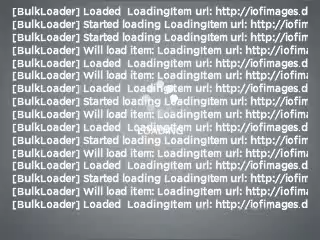 [BulkLoader] Loaded  LoadingItem url: http://iofimages.d
[BulkLoader] Started loading LoadingItem url: http://iofim
[BulkLoader] Started loading LoadingItem url: http://iofim
[BulkLoader] Will load item: LoadingItem url: http://iofima
[BulkLoader] Loaded  LoadingItem url: http://iofimages.d
[BulkLoader] Will load item: LoadingItem url: http://iofima
[BulkLoader] Loaded  LoadingItem url: http://iofimages.d
[BulkLoader] Started loading LoadingItem url: http://iofim
[BulkLoader] Will load item: LoadingItem url: http://iofima
[BulkLoader] Loaded  LoadingItem url: http://iofimages.d
LOADING
[BulkLoader] Started loading LoadingItem url: http://iofim
[BulkLoader] Will load item: LoadingItem url: http://iofima
[BulkLoader] Loaded  LoadingItem url: http://iofimages.d
[BulkLoader] Started loading LoadingItem url: http://iofim
[BulkLoader] Will load item: LoadingItem url: http://iofima
[BulkLoader] Loaded  LoadingItem url: http://iofimages.d